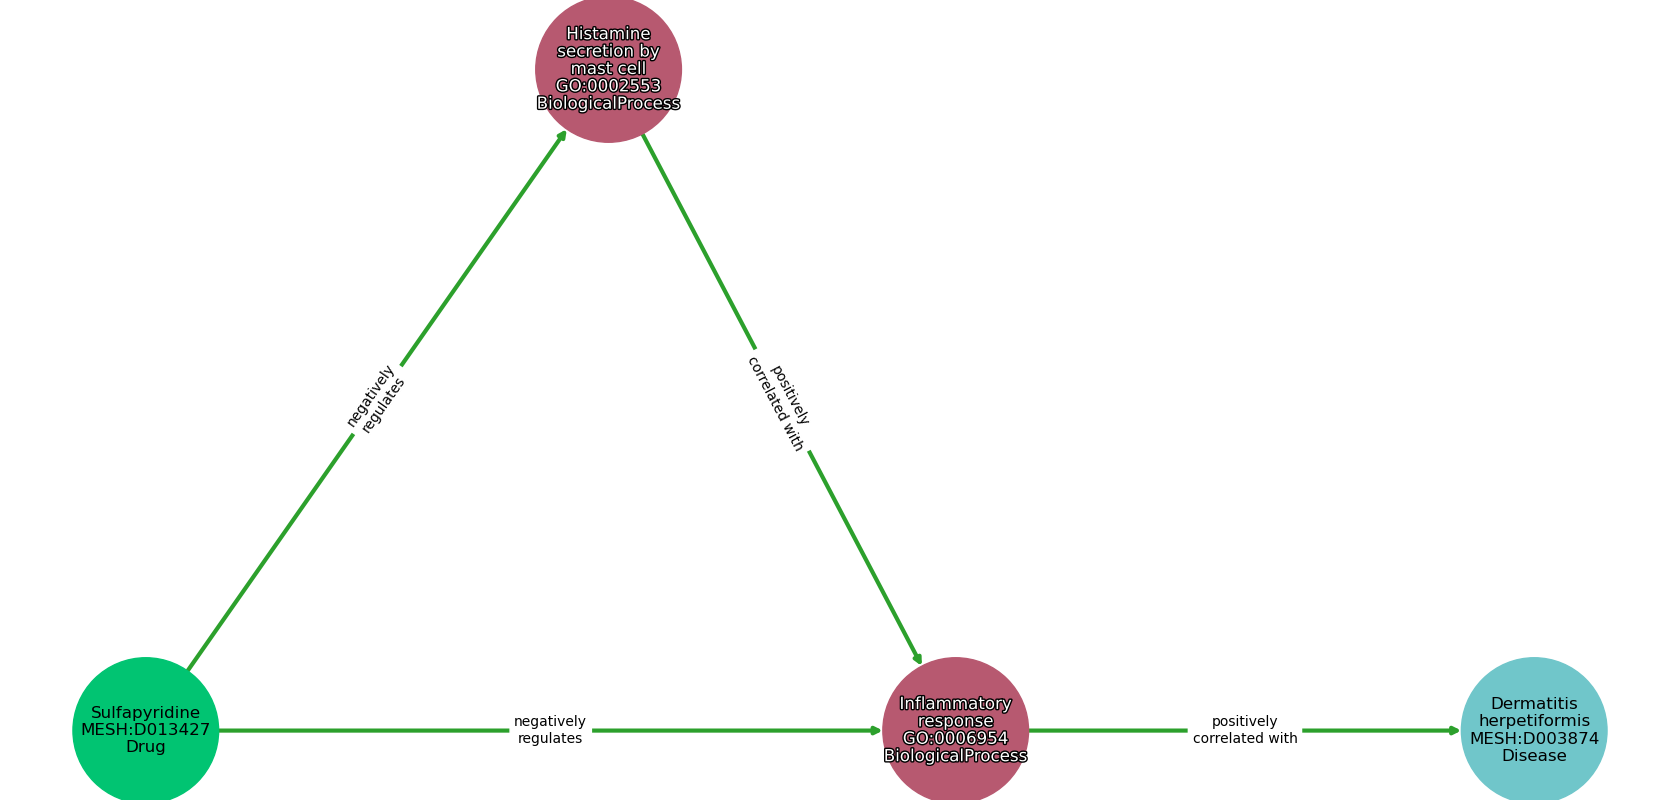 Histamine
secretion by
mast cell
GO:0002553
BiologicalProcess
negatively
regulates
positively
correlated with
Sulfapyridine
MESH:D013427
Drug
negatively
regulates
Inflammatory
response
GO:0006954
BiologicalProcess
positively
correlated with
Dermatitis
herpetiformis
MESH:D003874
Disease